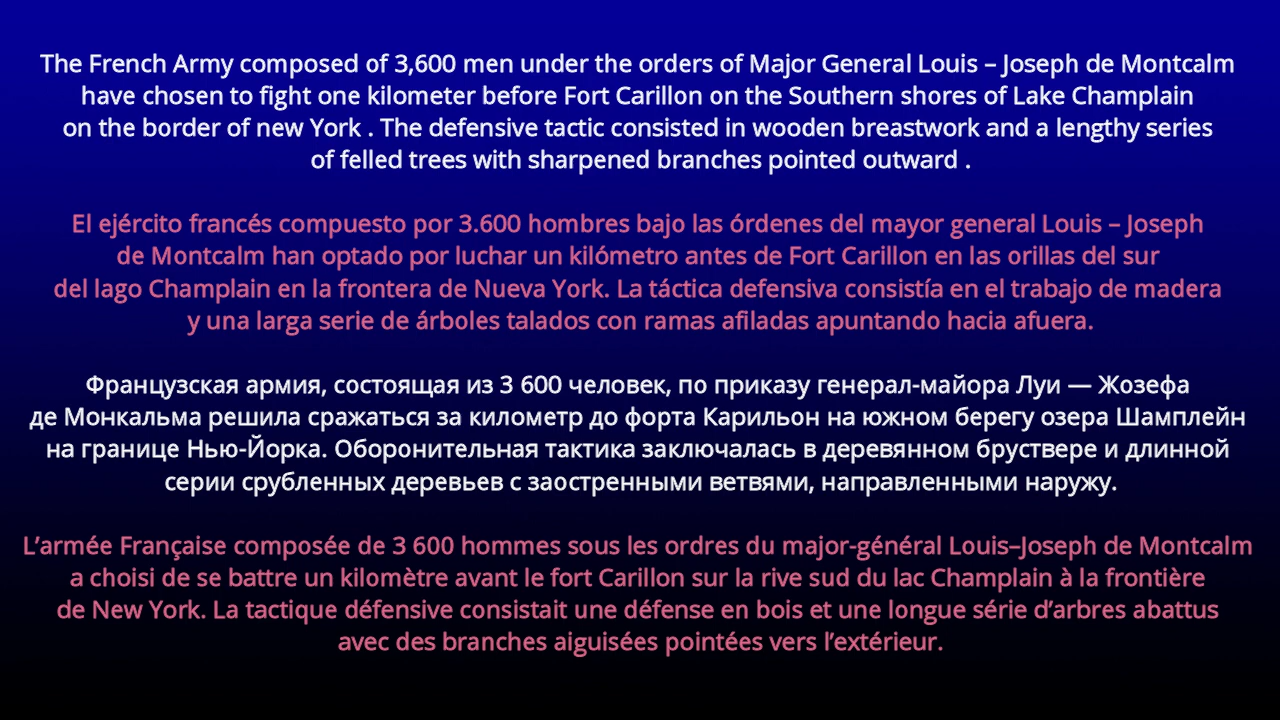 The French Army composed of 3,600 men under the orders of Major General Louis – Joseph de Montcalm
have chosen to fight one kilometer before Fort Carillon on the Southern shores of Lake Champlain
on the border of new York . The defensive tactic consisted in wooden breastwork and a lengthy series
of felled trees with sharpened branches pointed outward .
El ejército francés compuesto por 3.600 hombres bajo las órdenes del mayor general Louis – Joseph
de Montcalm han optado por luchar un kilómetro antes de Fort Carillon en las orillas del sur
del lago Champlain en la frontera de Nueva York. La táctica defensiva consistía en el trabajo de madera
y una larga serie de árboles talados con ramas afiladas apuntando hacia afuera.
Французская армия, состоящая из 3 600 человек, по приказу генерал-майора Луи — Жозефа
де Монкальма решила сражаться за километр до форта Карильон на южном берегу озера Шамплейн
на границе Нью-Йорка. Оборонительная тактика заключалась в деревянном бруствере и длинной
серии срубленных деревьев с заостренными ветвями, направленными наружу.
L’armée Française composée de 3 600 hommes sous les ordres du major-général Louis–Joseph de Montcalm
a choisi de se battre un kilomètre avant le fort Carillon sur la rive sud du lac Champlain à la frontière
de New York. La tactique défensive consistait une défense en bois et une longue série d’arbres abattus
avec des branches aiguisées pointées vers l’extérieur.